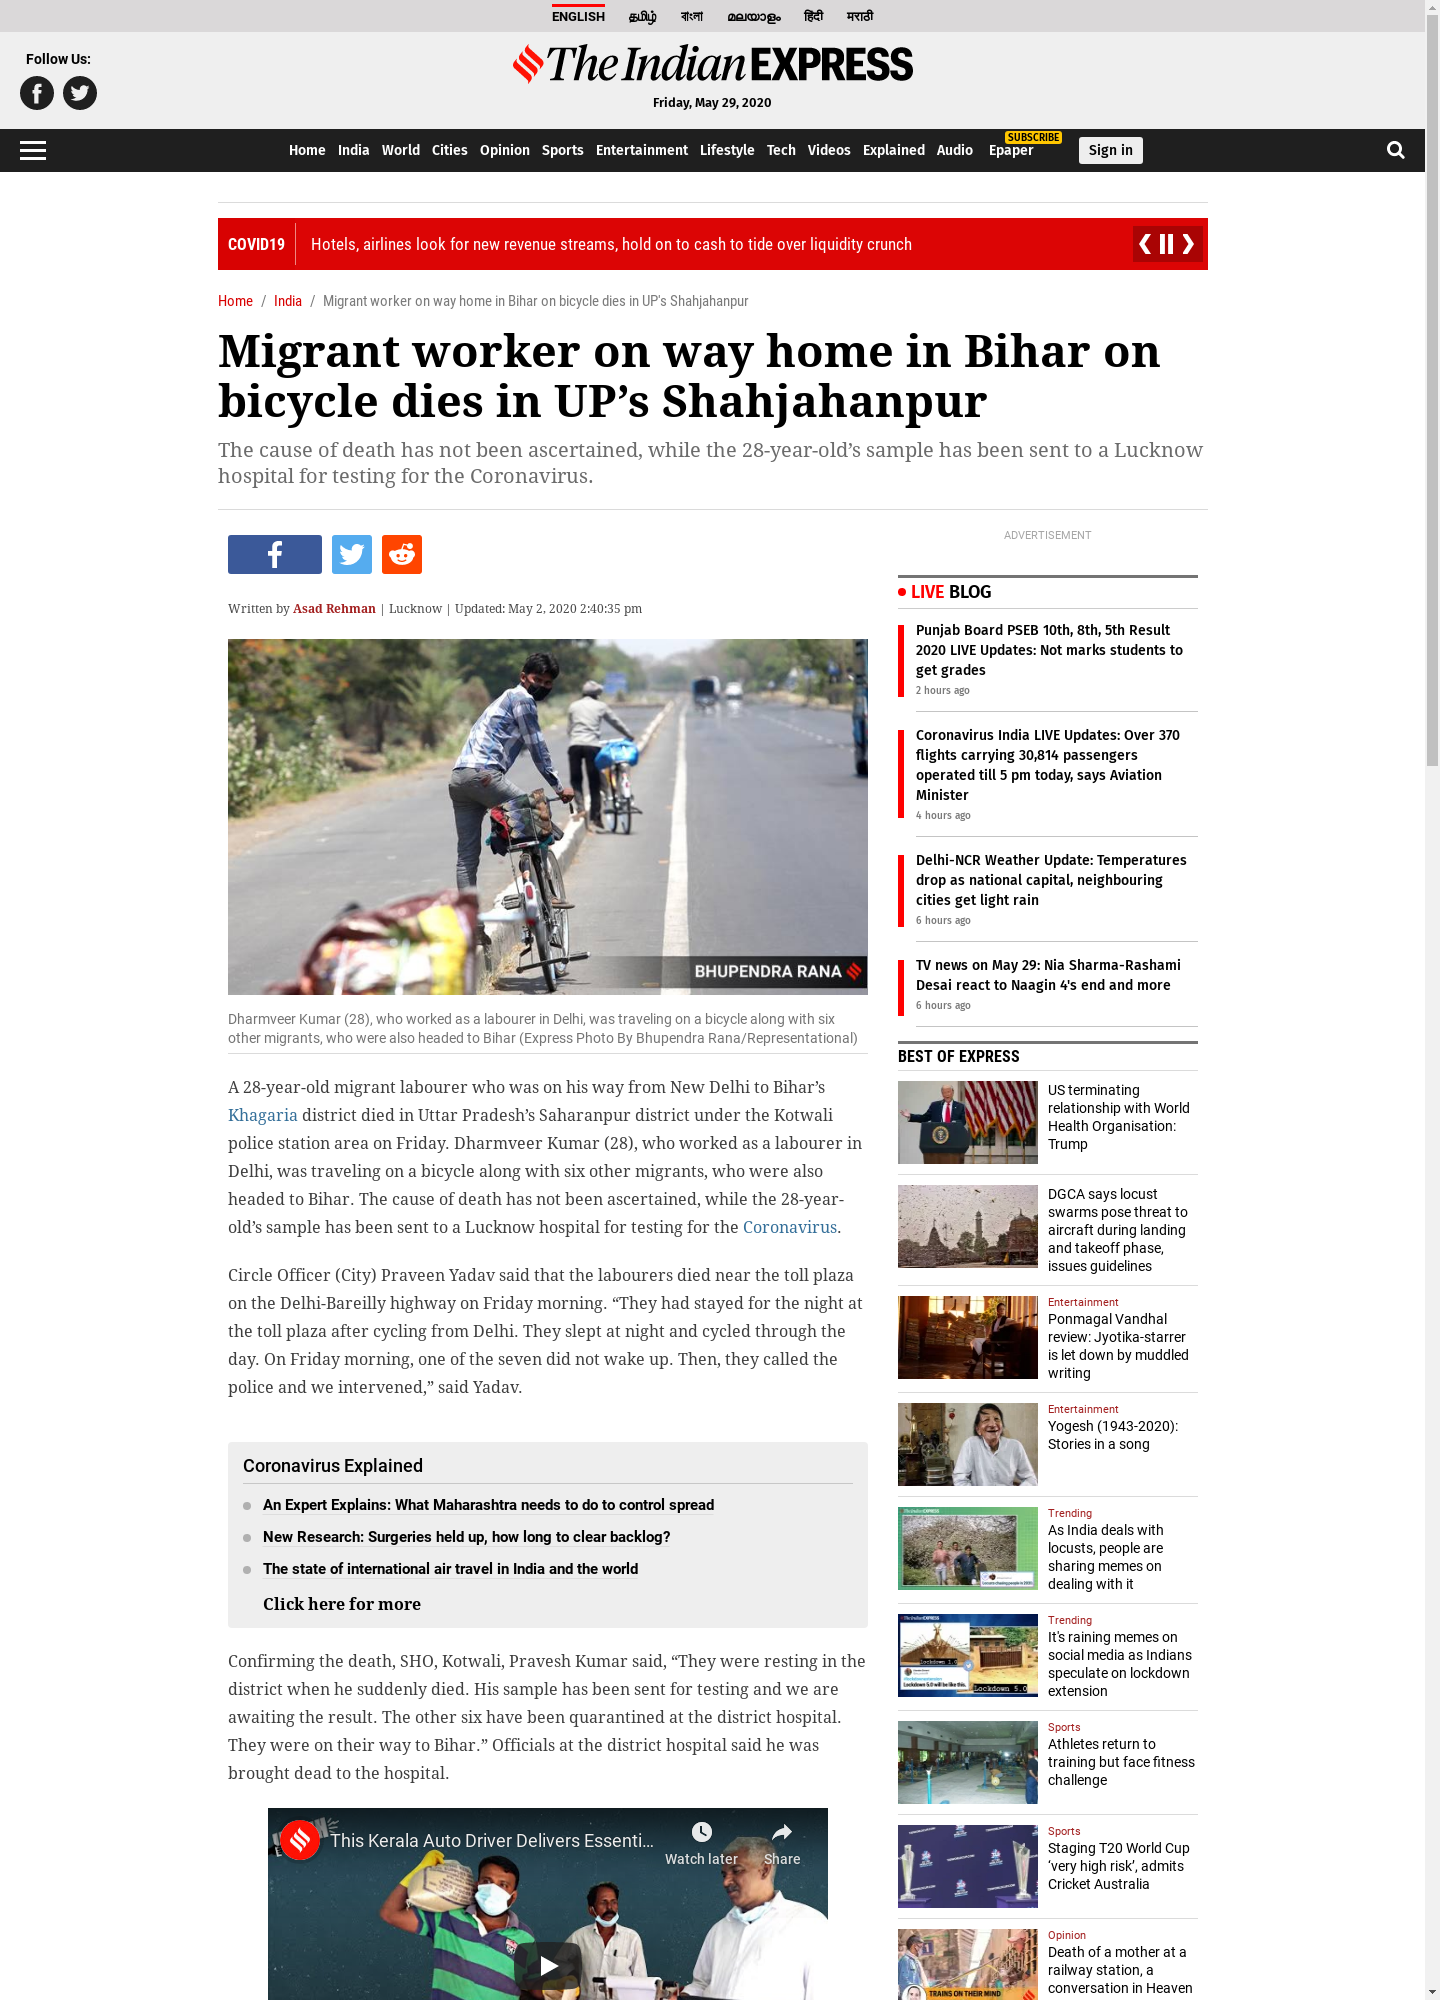 ENGLISH தமிழ் বাংলা മലയാളം हिंदी मराठी
Follow Us:
The Indian EXPRESS
Friday, May 29, 2020
Home India World Cities Opinion Sports Entertainment Lifestyle Tech Videos Explained Audio Epaper SUBSCRIBE Sign in
COVID19 Hotels, airlines look for new revenue streams, hold on to cash to tide over liquidity crunch
Home / India / Migrant worker on way home in Bihar on bicycle dies in UP's Shahjahanpur
Migrant worker on way home in Bihar on
bicycle dies in UP’s Shahjahanpur
The cause of death has not been ascertained, while the 28-year-old’s sample has been sent to a Lucknow
hospital for testing for the Coronavirus.
Written by Asad Rehman | Lucknow | Updated: May 2, 2020 2:40:35 pm
BHUPENDRA RANA
Dharmveer Kumar (28), who worked as a labourer in Delhi, was traveling on a bicycle along with six
other migrants, who were also headed to Bihar (Express Photo By Bhupendra Rana/Representational)
A 28-year-old migrant labourer who was on his way from New Delhi to Bihar’s
Khagaria district died in Uttar Pradesh’s Saharanpur district under the Kotwali
police station area on Friday. Dharmveer Kumar (28), who worked as a labourer in
Delhi, was traveling on a bicycle along with six other migrants, who were also
headed to Bihar. The cause of death has not been ascertained, while the 28-year-
old’s sample has been sent to a Lucknow hospital for testing for the Coronavirus.
Circle Officer (City) Praveen Yadav said that the labourers died near the toll plaza
on the Delhi-Bareilly highway on Friday morning. “They had stayed for the night at
the toll plaza after cycling from Delhi. They slept at night and cycled through the
day. On Friday morning, one of the seven did not wake up. Then, they called the
police and we intervened,” said Yadav.
Coronavirus Explained
An Expert Explains: What Maharashtra needs to do to control spread
New Research: Surgeries held up, how long to clear backlog?
The state of international air travel in India and the world
Click here for more
Confirming the death, SHO, Kotwali, Pravesh Kumar said, “They were resting in the
district when he suddenly died. His sample has been sent for testing and we are
awaiting the result. The other six have been quarantined at the district hospital.
They were on their way to Bihar.” Officials at the district hospital said he was
brought dead to the hospital.
This Kerala Auto Driver Delivers Essenti...
Watch later Share
ADVERTISEMENT
LIVE BLOG
Punjab Board PSEB 10th, 8th, 5th Result
2020 LIVE Updates: Not marks students to
get grades
2 hours ago
Coronavirus India LIVE Updates: Over 370
flights carrying 30,814 passengers
operated till 5 pm today, says Aviation
Minister
4 hours ago
Delhi-NCR Weather Update: Temperatures
drop as national capital, neighbouring
cities get light rain
6 hours ago
TV news on May 29: Nia Sharma-Rashami
Desai react to Naagin 4's end and more
6 hours ago
BEST OF EXPRESS
US terminating
relationship with World
Health Organisation:
Trump
DGCA says locust
swarms pose threat to
aircraft during landing
and takeoff phase,
issues guidelines
Entertainment
Ponmagal Vandhal
review: Jyotika-starrer
is let down by muddled
writing
Entertainment
Yogesh (1943-2020):
Stories in a song
Trending
As India deals with
locusts, people are
sharing memes on
dealing with it
Trending
It's raining memes on
social media as Indians
speculate on lockdown
extension
Lockdown 1.0
Lockdown 5.0 will be like this.
Lockdown 5.0
Sports
Athletes return to
training but face fitness
challenge
Sports
Staging T20 World Cup
‘very high risk’, admits
Cricket Australia
Opinion
Death of a mother at a
railway station, a
conversation in Heaven
TRAINS ON THEIR MIND